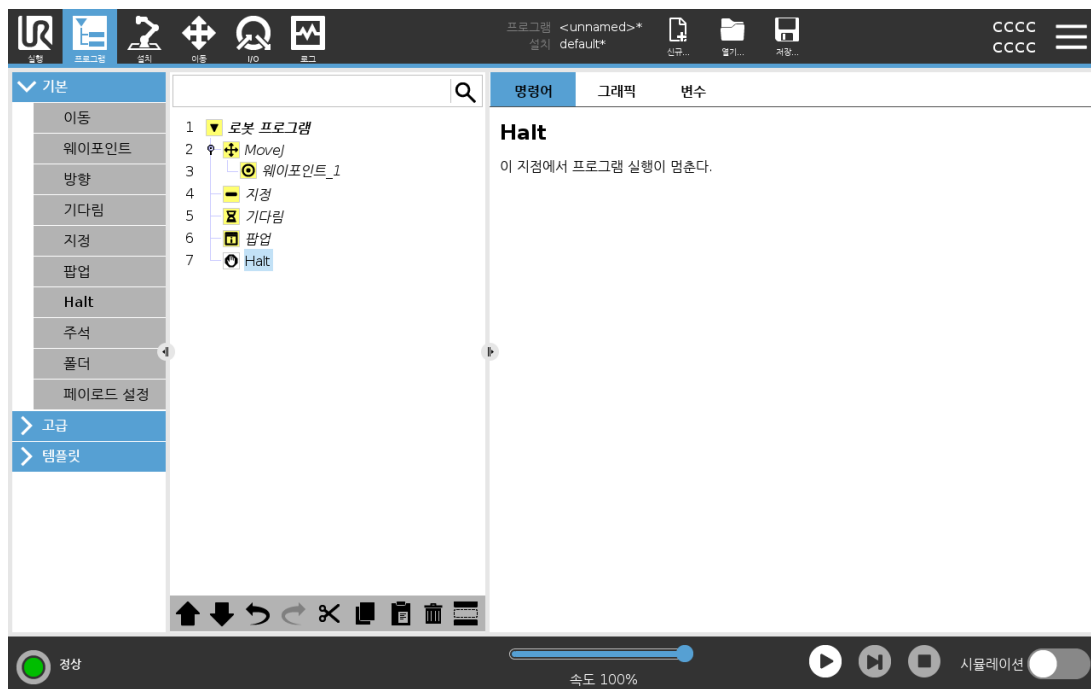 UR
실행
프로그램
설치
이동
I/O
로그
프로그램 <unnamed>*
설치 default*
신규...
열기...
저장...
CCCC
CCCC
기본
이동
웨이포인트
방향
기다림
지정
팝업
Halt
주석
폴더
페이로드 설정
고급
템플릿
1 로봇 프로그램
2 MoveJ
3 웨이포인트_1
4 지정
5 기다림
6 팝업
7 Halt
명령어 그래픽 변수
Halt
이 지점에서 프로그램 실행이 멈춘다.
정상
속도 100%
시뮬레이션